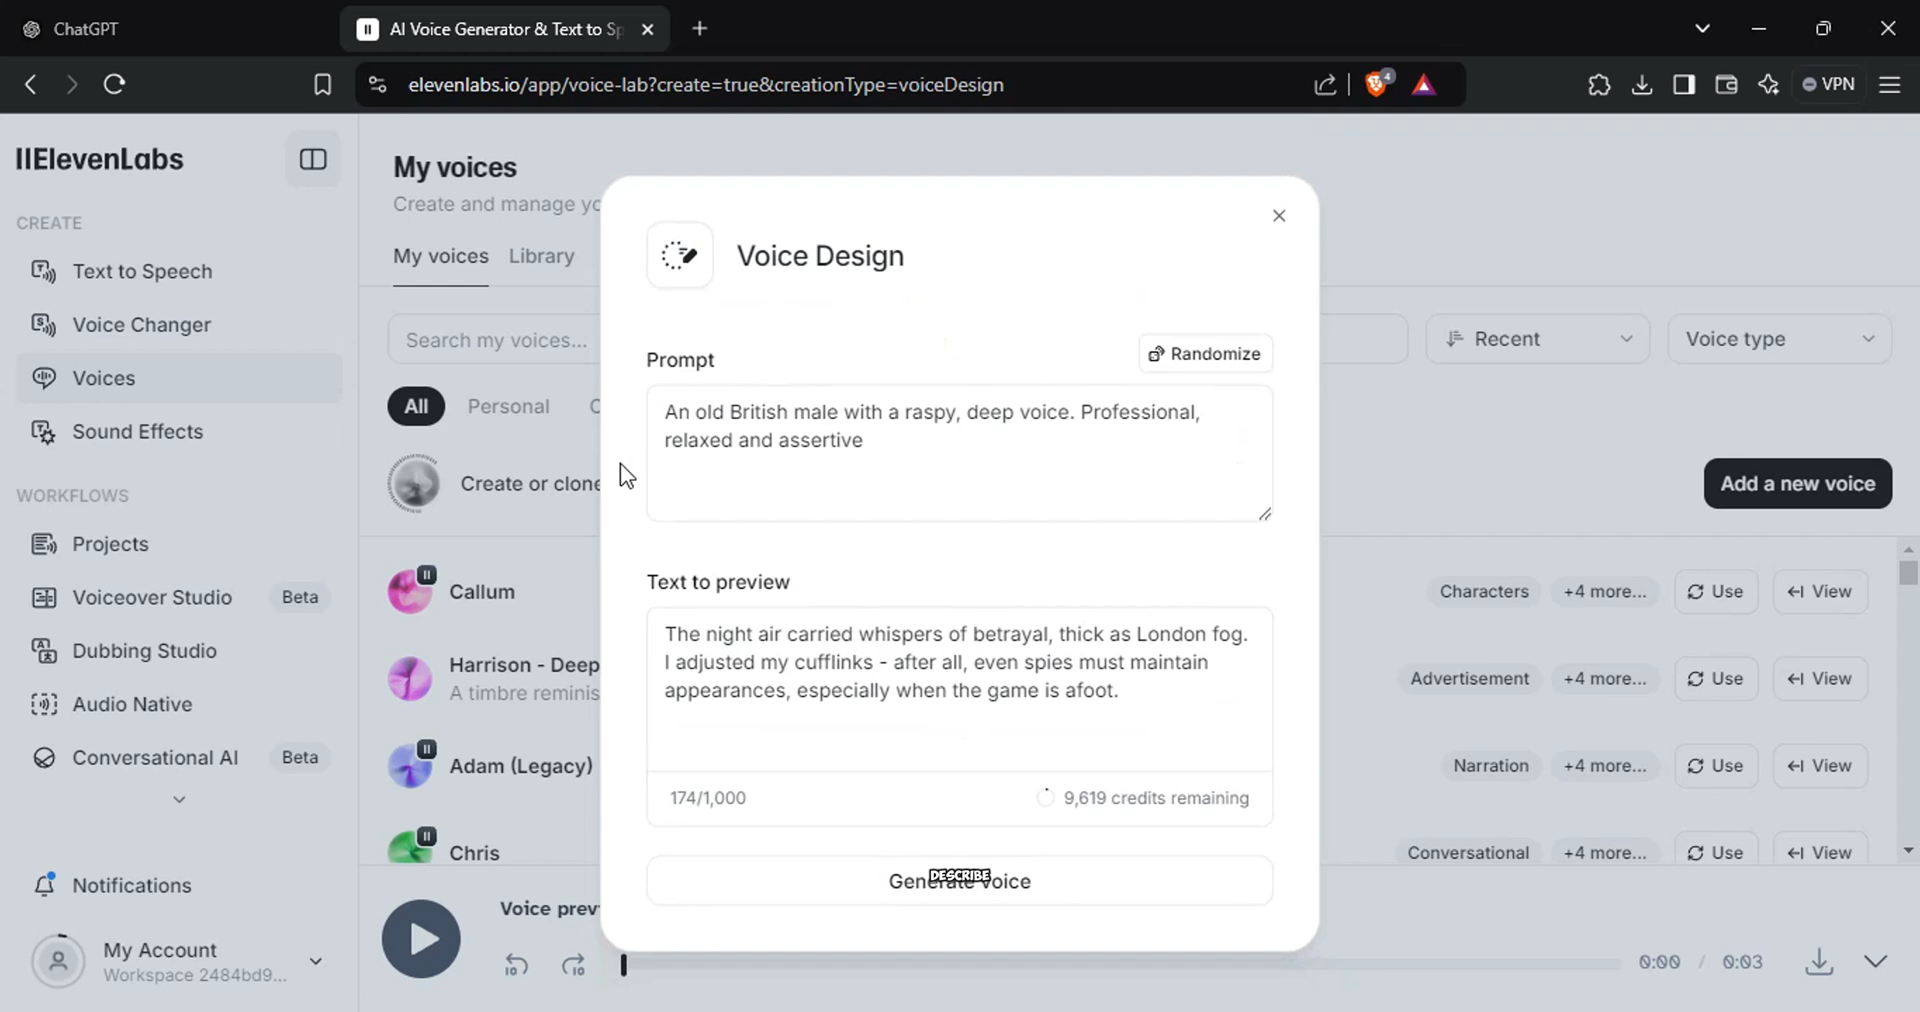 ChatGPT
AI Voice Generator & Text to Sp
elevenlabs.io/app/voice-lab?create=true&creationType=voiceDesign
4
VPN
IIElevenLabs
CREATE
Text to Speech
Voice Changer
Voices
Sound Effects
WORKFLOWS
Projects
Voiceover Studio Beta
Dubbing Studio
Audio Native
Conversational AI Beta
Notifications
My Account
Workspace 2484bd9...
My voices
Create and manage yo
My voices Library
Search my voices...
Recent
Voice type
All Personal C
Create or clone
Add a new voice
Callum
Characters +4 more... Use View
Harrison - Deep
A timbre reminis
Advertisement +4 more... Use View
Adam (Legacy)
Narration +4 more... Use View
Chris
Conversational +4 more... Use View
Voice Design
Prompt
Randomize
An old British male with a raspy, deep voice. Professional,
relaxed and assertive
Text to preview
The night air carried whispers of betrayal, thick as London fog.
I adjusted my cufflinks - after all, even spies must maintain
appearances, especially when the game is afoot.
174/1,000
9,619 credits remaining
Generate voice
DESCRIBE
Voice prev
10
10
0:00 / 0:03